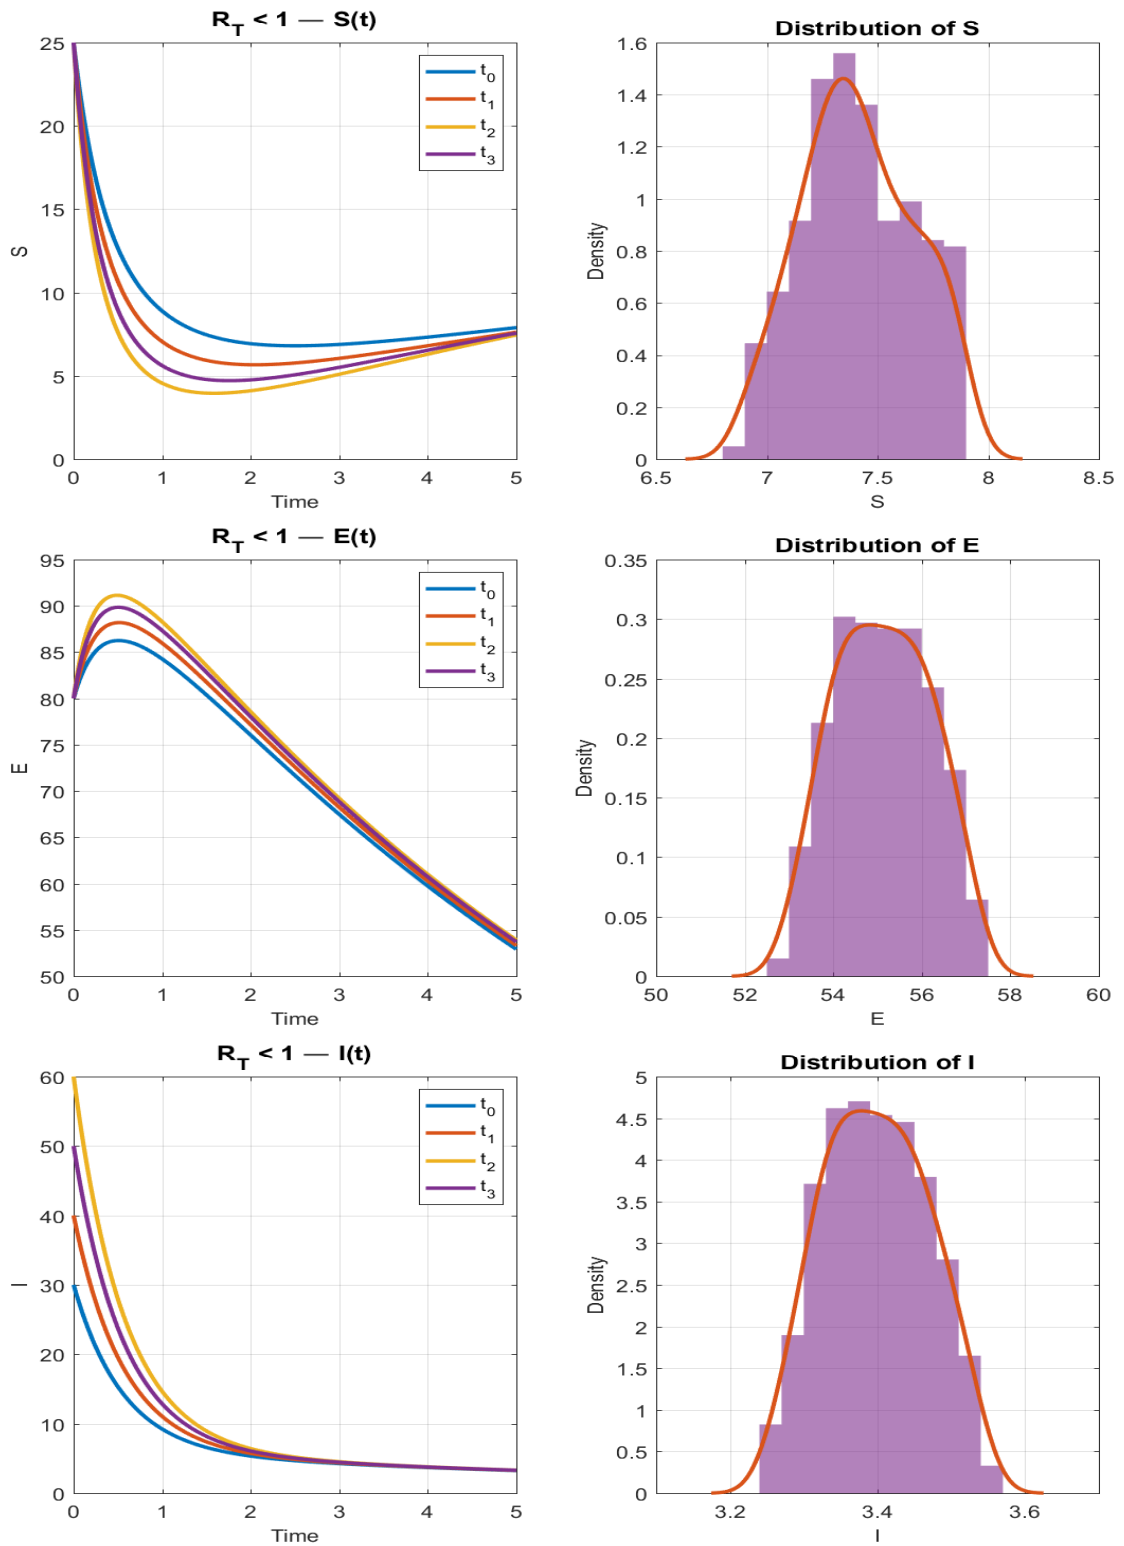 R_T < 1 — S(t)
25
20
15
10
5
0
S
0 1 2 3 4 5
Time
t_0
t_1
t_2
t_3
Distribution of S
1.6
1.4
1.2
1
0.8
0.6
0.4
0.2
0
Density
6.5 7 7.5 8 8.5
S
R_T < 1 — E(t)
95
90
85
80
75
70
65
60
55
50
E
0 1 2 3 4 5
Time
t_0
t_1
t_2
t_3
Distribution of E
0.35
0.3
0.25
0.2
0.15
0.1
0.05
0
Density
50 52 54 56 58 60
E
R_T < 1 — I(t)
60
50
40
30
20
10
0
I
0 1 2 3 4 5
Time
t_0
t_1
t_2
t_3
Distribution of I
5
4.5
4
3.5
3
2.5
2
1.5
1
0.5
0
Density
3.2 3.4 3.6
I